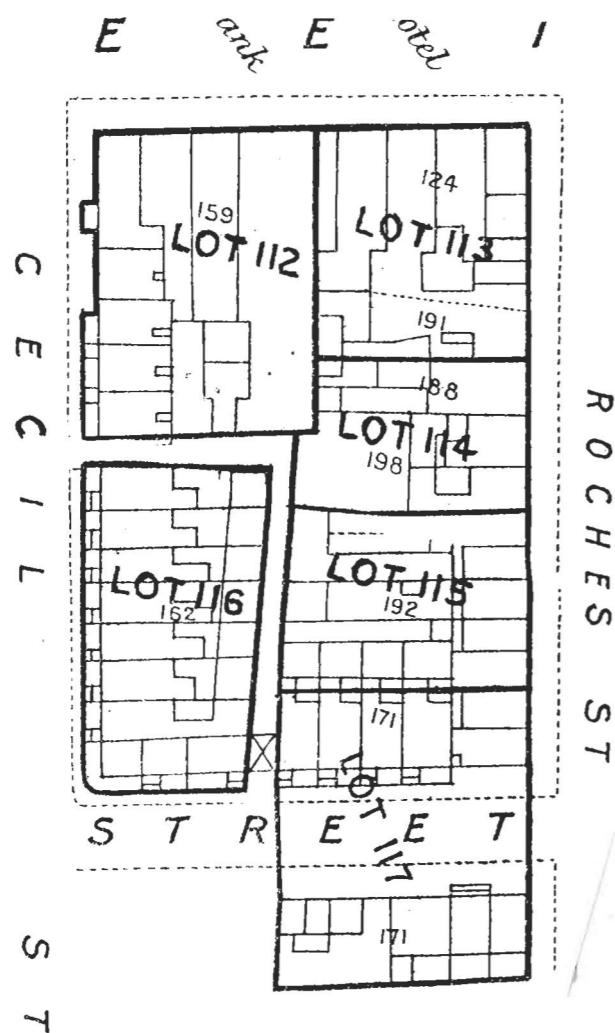 E E I
ank otel
124
159
LOT 112
LOT 113
191
188
LOT 114
198
CECIL ST
ROCHES ST
LOT 115
192
LOT 116
162
171
LOT 117
STREET
171